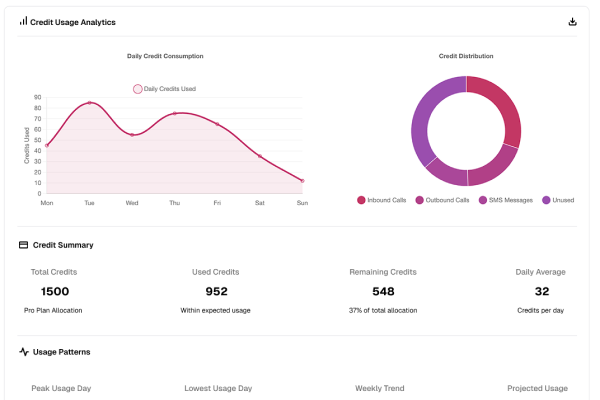 Credit Usage Analytics
Daily Credit Consumption
Credit Distribution
Daily Credits Used
Credits Used
90
80
70
60
50
40
30
20
10
0
Mon Tue Wed Thu Fri Sat Sun
Inbound Calls Outbound Calls SMS Messages Unused
Credit Summary
Total Credits Used Credits Remaining Credits Daily Average
1500 952 548 32
Pro Plan Allocation Within expected usage 37% of total allocation Credits per day
Usage Patterns
Peak Usage Day Lowest Usage Day Weekly Trend Projected Usage